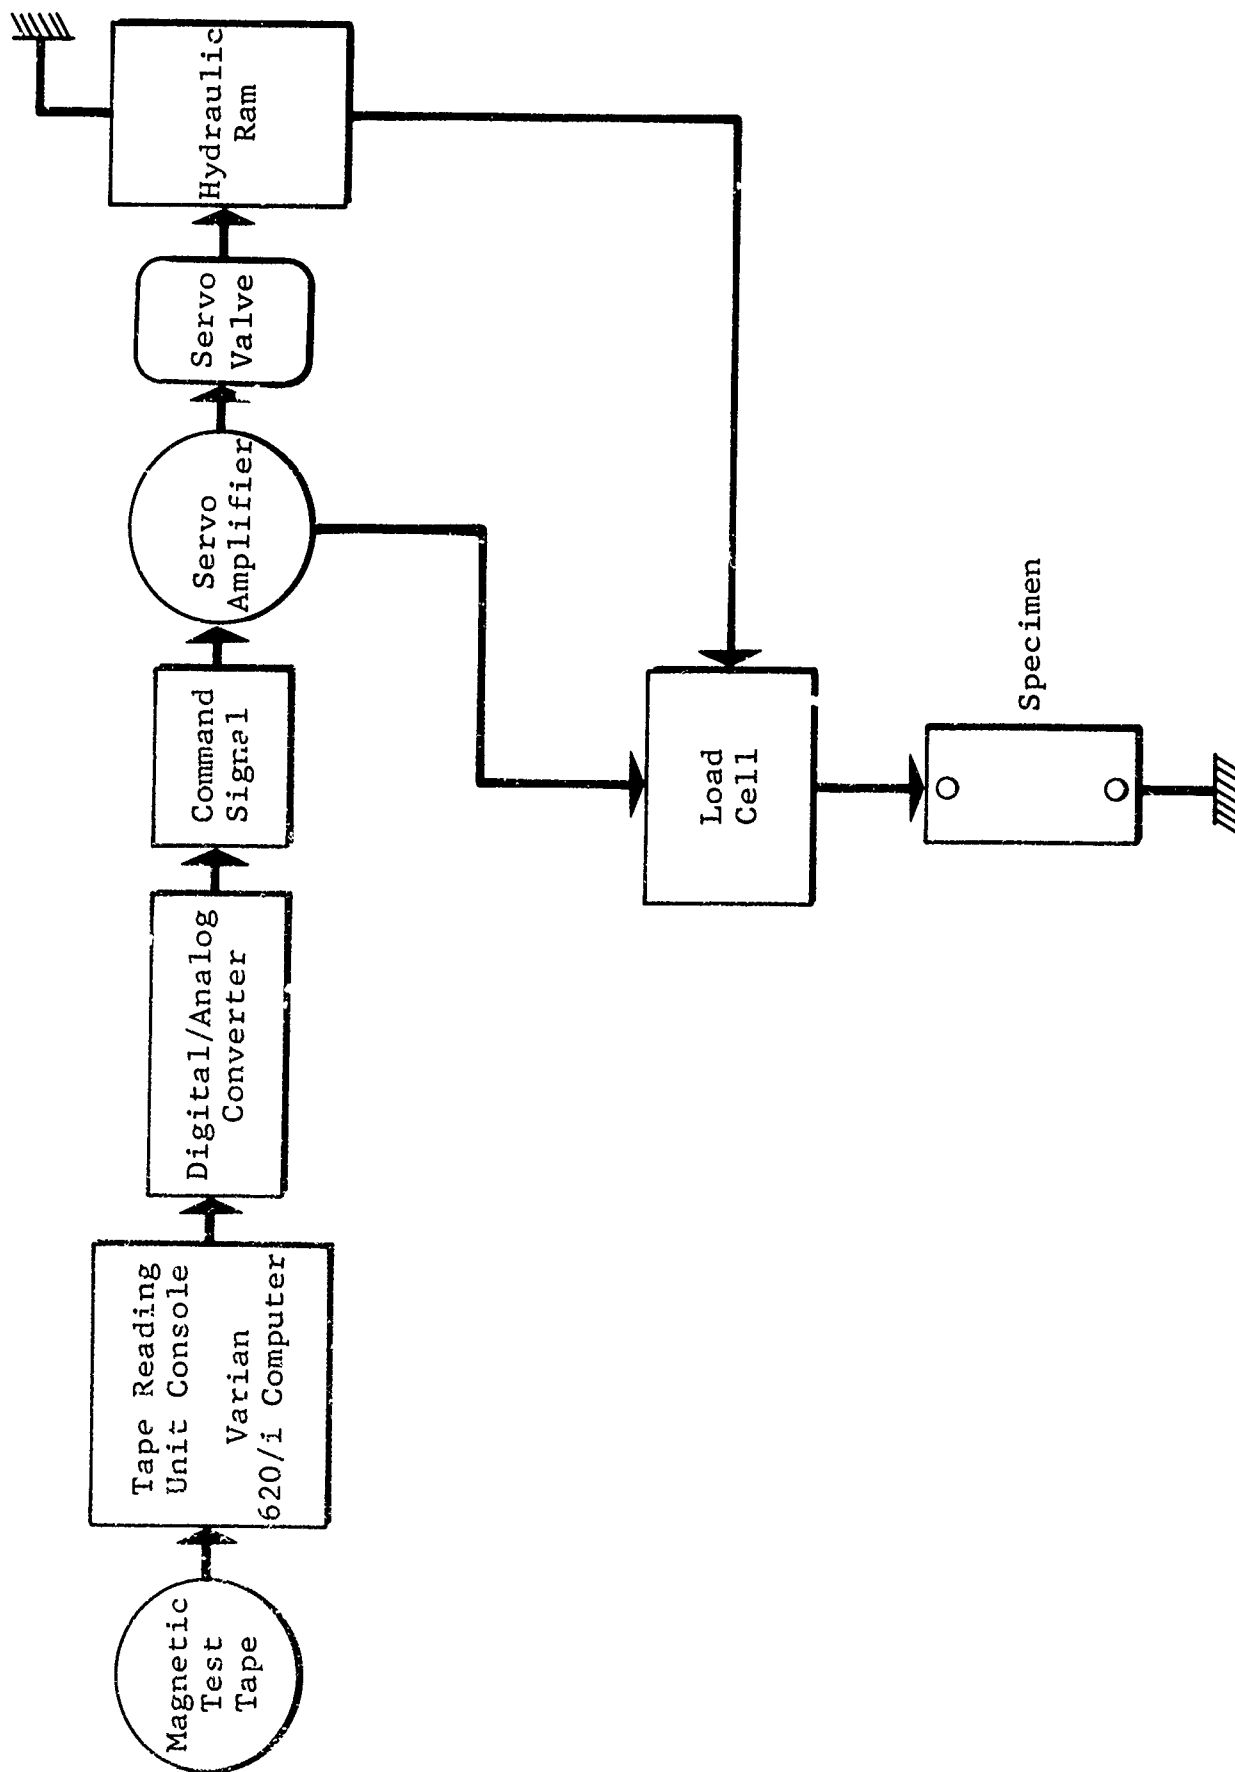 Magnetic
Test
Tape
Tape Reading
Unit Console
Varian
620/i Computer
Digital/Analog
Converter
Command
Signal
Servo
Amplifier
Servo
Valve
Hydraulic
Ram
Load
Cell
Specimen